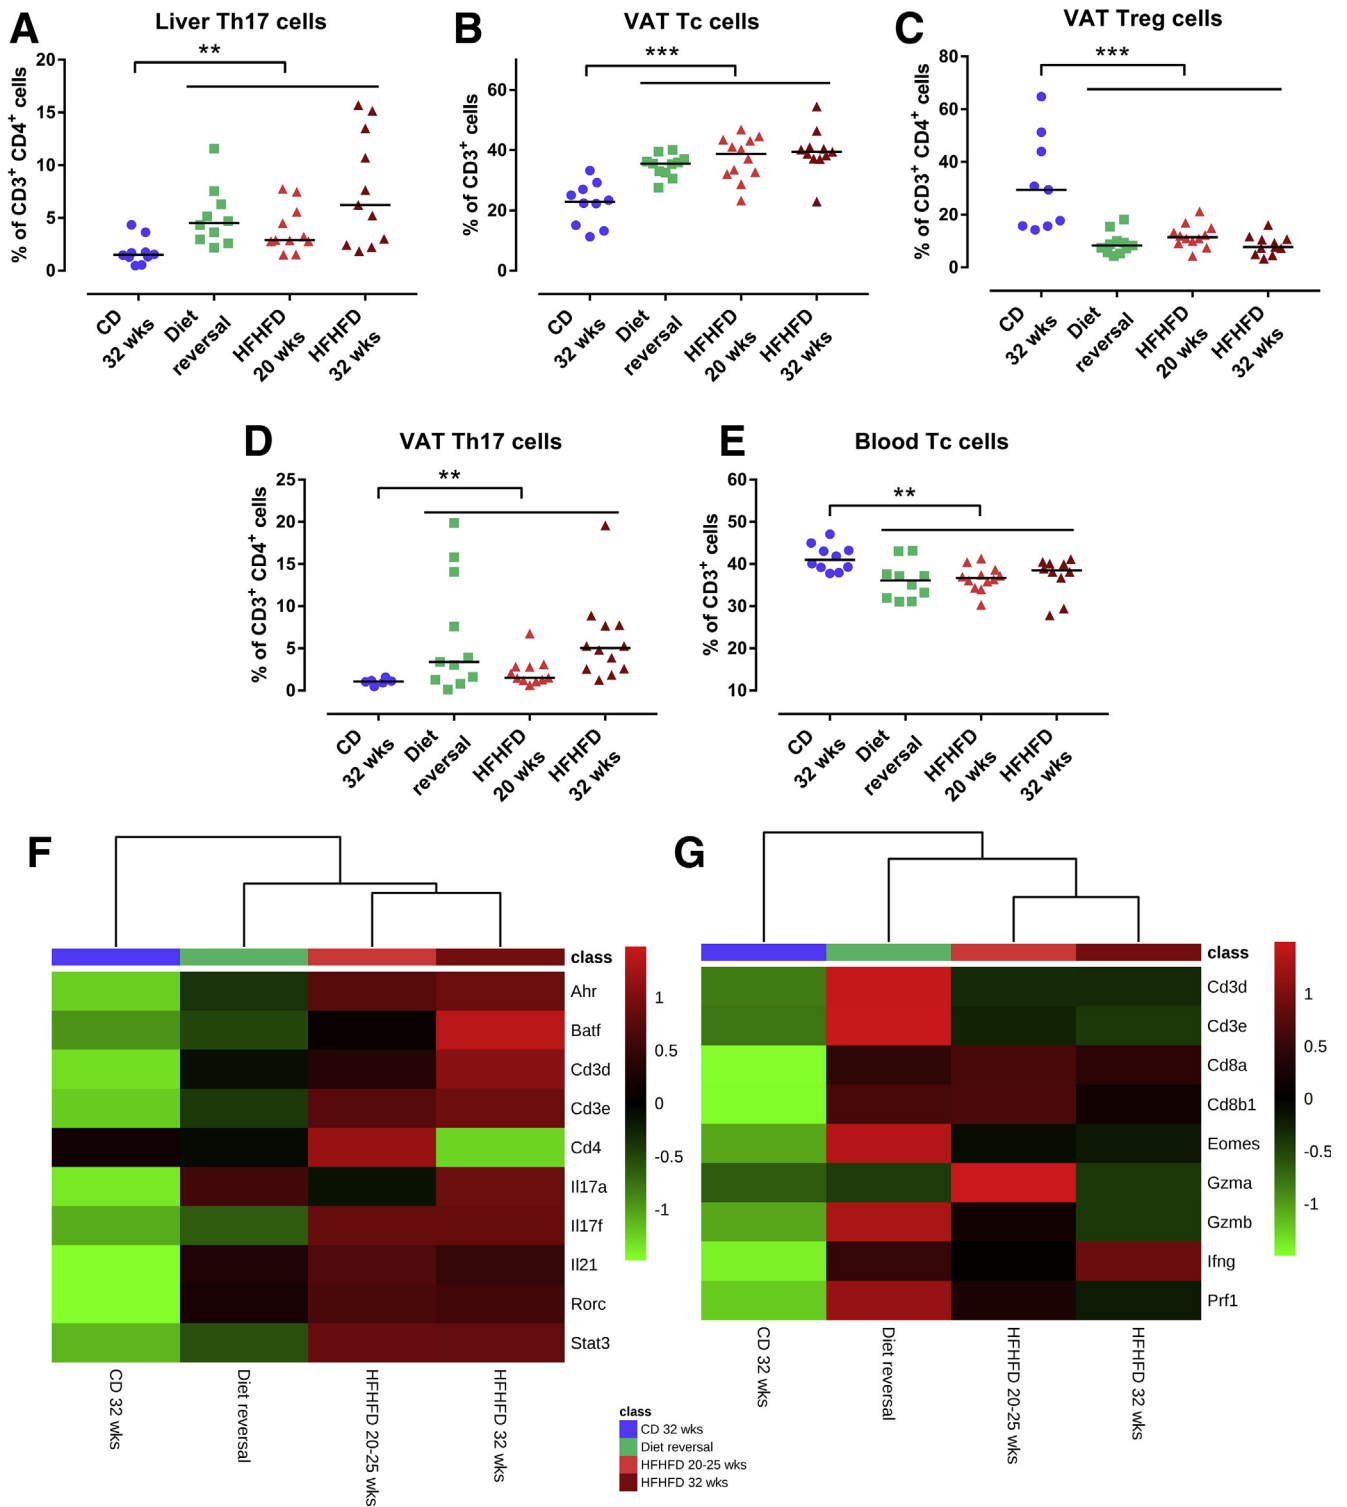 A
Liver Th17 cells
**
% of CD3+ CD4+ cells
20
15
10
5
0
CD
32 wks
Diet
reversal
HFHFD
20 wks
HFHFD
32 wks
B
VAT Tc cells
***
% of CD3+ cells
60
40
20
0
CD
32 wks
Diet
reversal
HFHFD
20 wks
HFHFD
32 wks
C
VAT Treg cells
***
% of CD3+ CD4+ cells
80
60
40
20
0
CD
32 wks
Diet
reversal
HFHFD
20 wks
HFHFD
32 wks
D
VAT Th17 cells
**
% of CD3+ CD4+ cells
25
20
15
10
5
0
CD
32 wks
Diet
reversal
HFHFD
20 wks
HFHFD
32 wks
E
Blood Tc cells
**
% of CD3+ cells
60
50
40
30
20
10
CD
32 wks
Diet
reversal
HFHFD
20 wks
HFHFD
32 wks
F
class
Ahr
Batf
Cd3d
Cd3e
Cd4
Il17a
Il17f
Il21
Rorc
Stat3
1
0.5
0
-0.5
-1
CD 32 wks
Diet reversal
HFHFD 20-25 wks
HFHFD 32 wks
G
class
Cd3d
Cd3e
Cd8a
Cd8b1
Eomes
Gzma
Gzmb
Ifng
Prf1
1
0.5
0
-0.5
-1
CD 32 wks
Diet reversal
HFHFD 20-25 wks
HFHFD 32 wks
class
CD 32 wks
Diet reversal
HFHFD 20-25 wks
HFHFD 32 wks